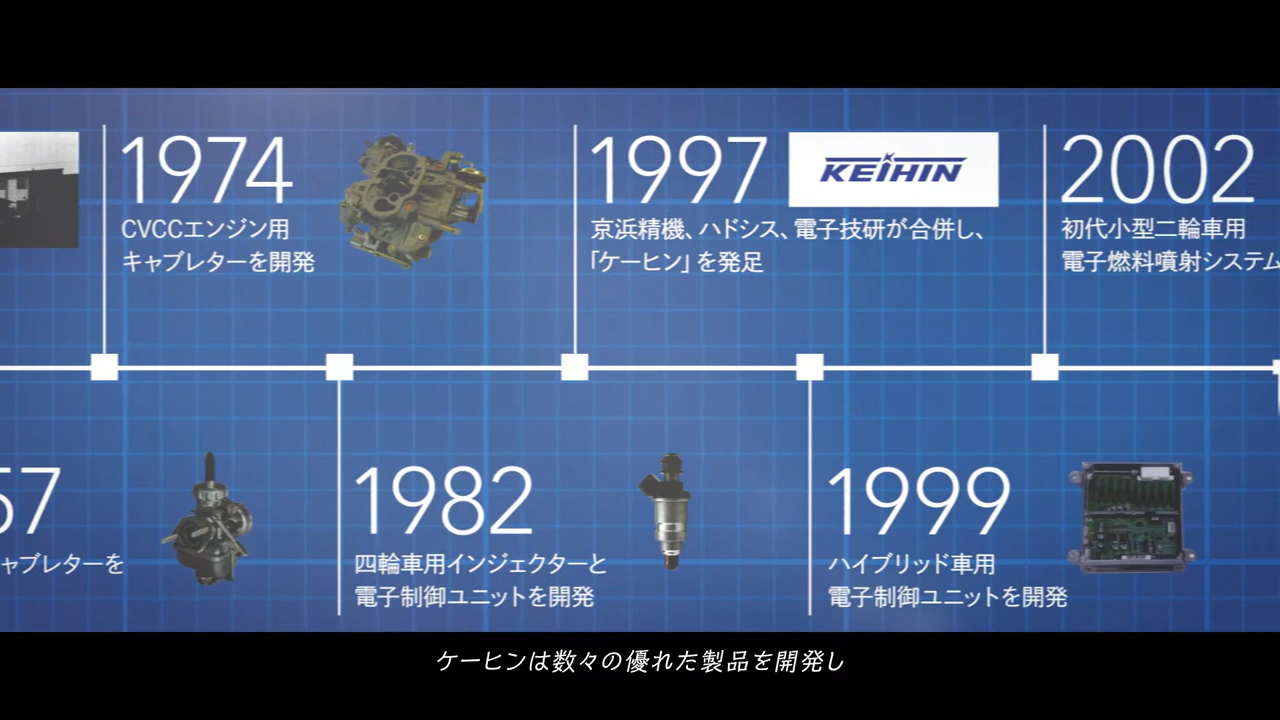 1974
CVCCエンジン用
キャブレターを開発
1997
KEIHIN
京浜精機、ハドシス、電子技研が合併し、
「ケーヒン」を発足
2002
初代小型二輪車用
電子燃料噴射システム
57
ャブレターを
1982
四輪車用インジェクターと
電子制御ユニットを開発
1999
ハイブリッド車用
電子制御ユニットを開発
ケーヒンは数々の優れた製品を開発し